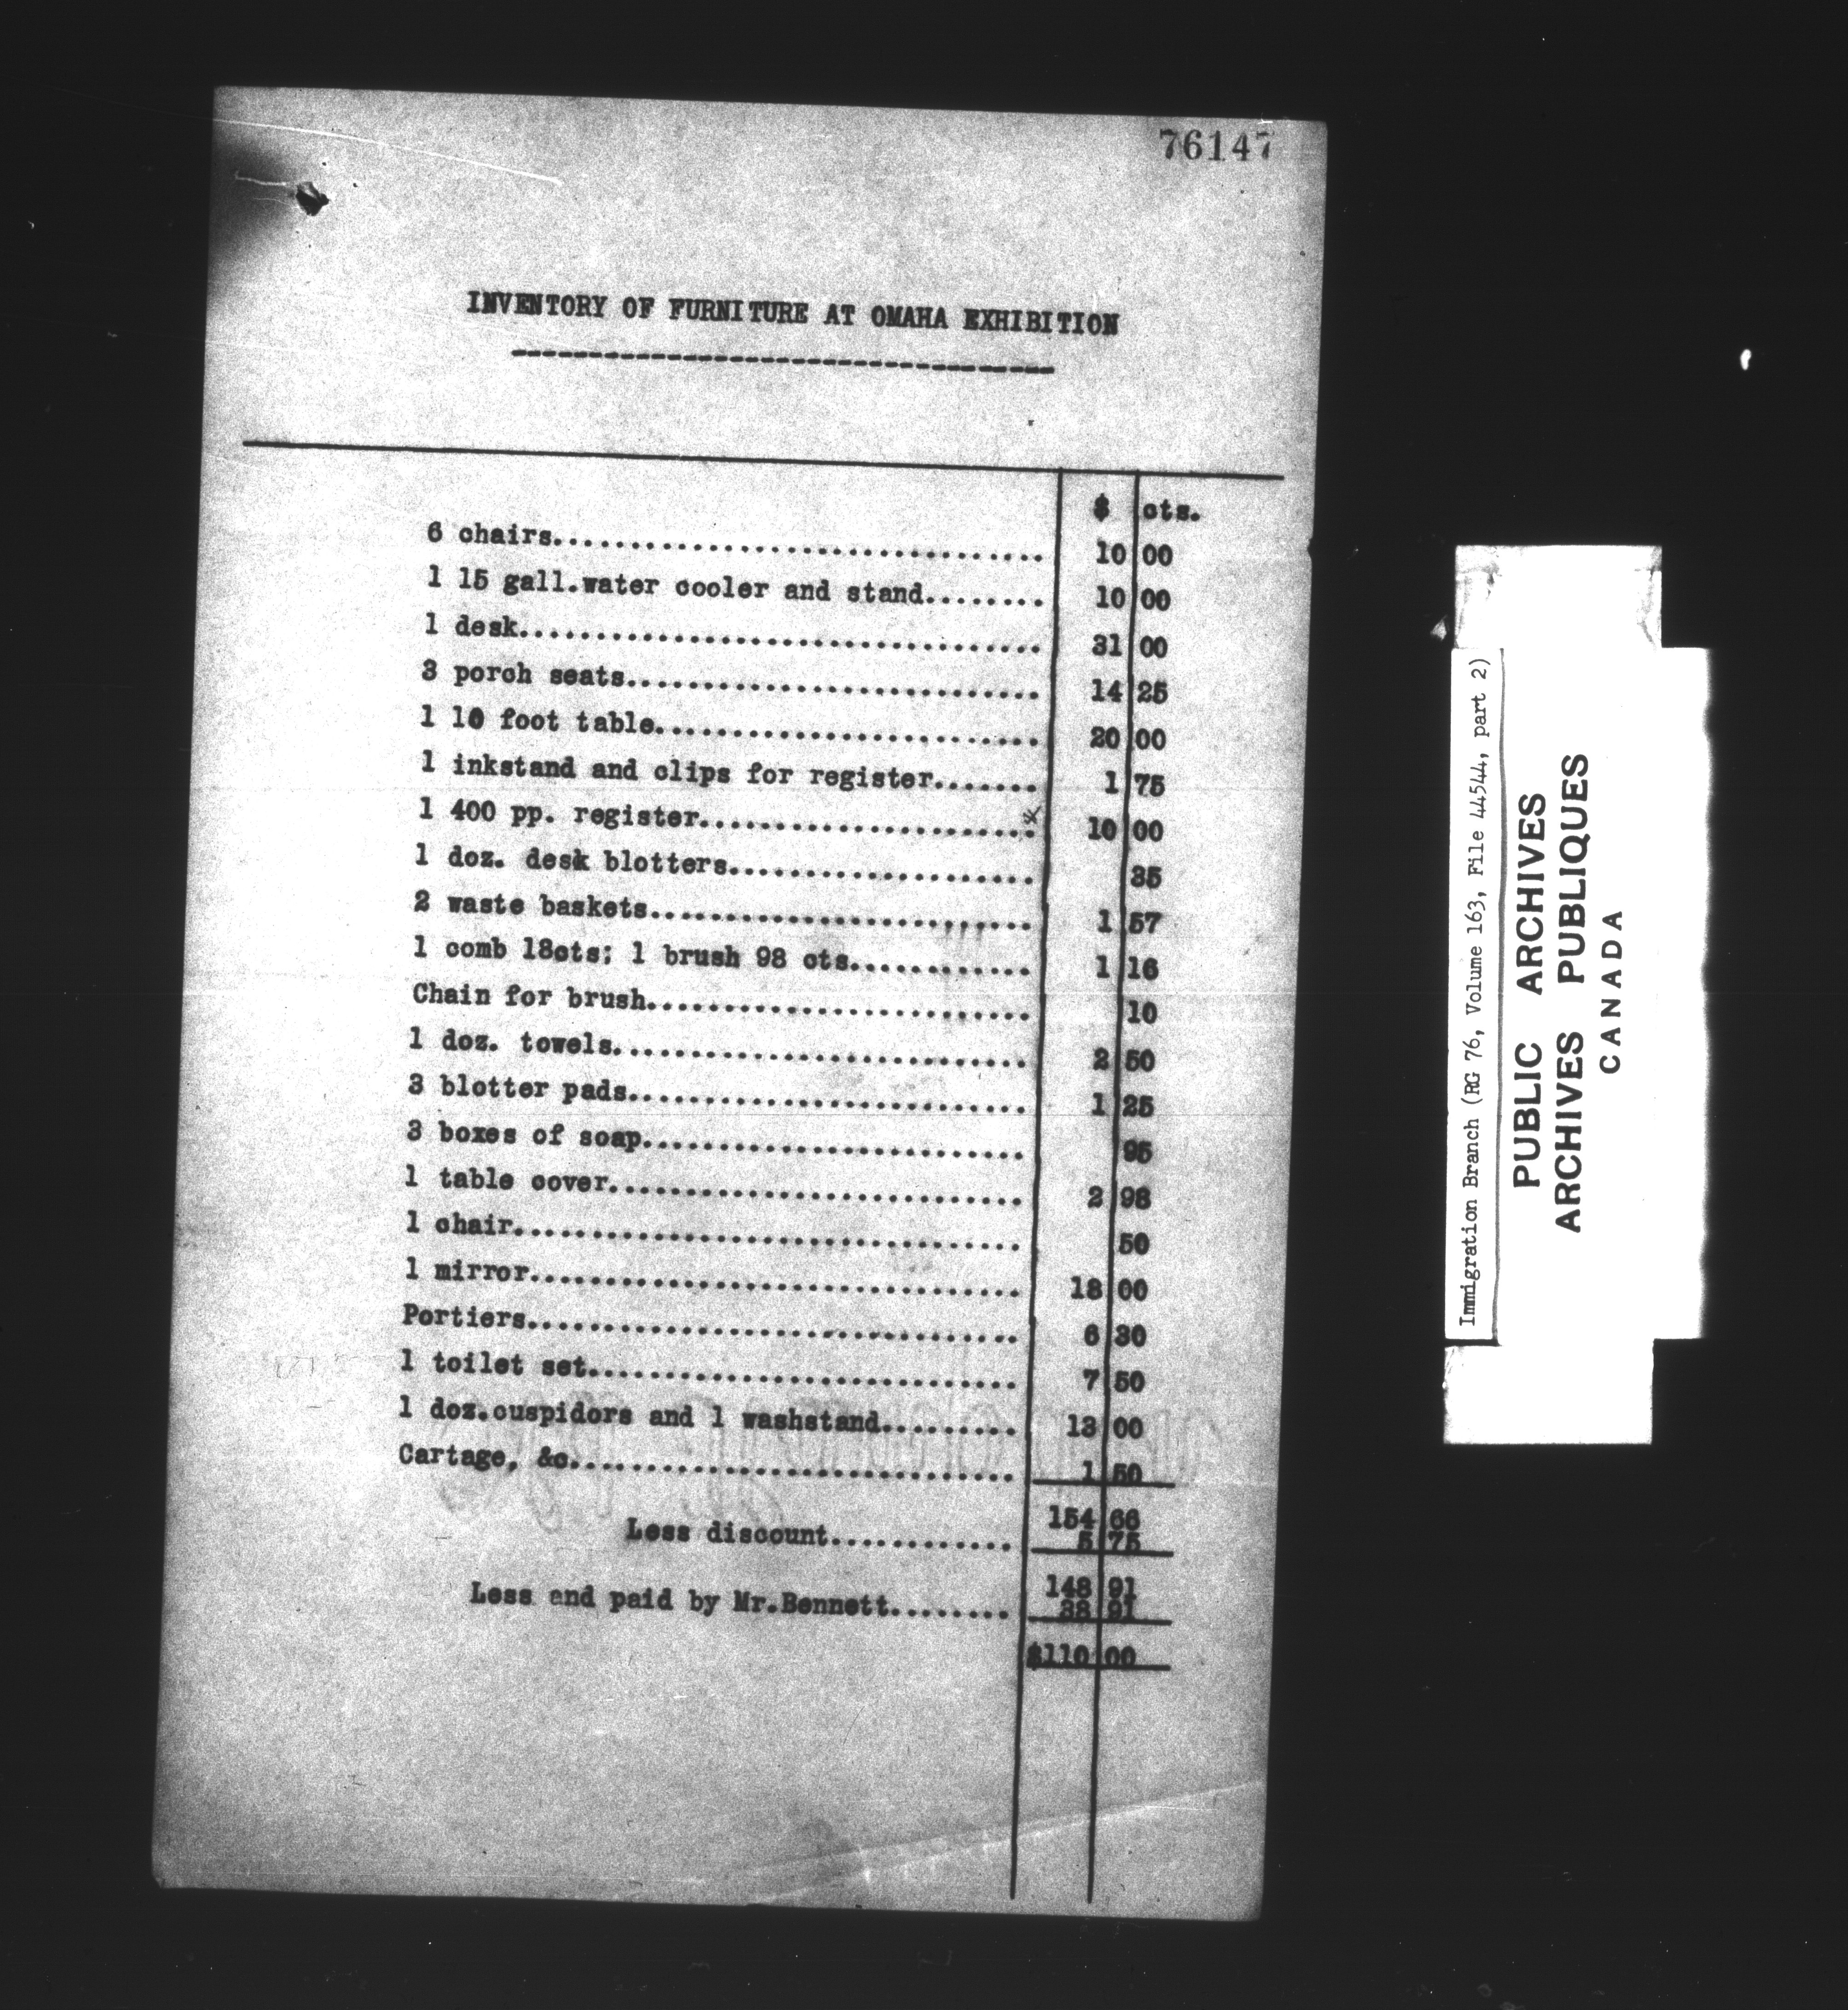 76147
INVENTORY OF FURNITURE AT OMAHA EXHIBITION
-----------------------------------
$ cts.
6 chairs................................ 10 00
1 15 gall.water cooler and stand........ 10 00
1 desk.................................. 31 00
3 porch seats........................... 14 25
1 10 foot table......................... 20 00
1 inkstand and clips for register....... 1 75
1 400 pp. register...................... 10 00
1 doz. desk blotters.................... 35
2 waste baskets......................... 1 57
1 comb 18cts; 1 brush 98 cts............ 1 16
Chain for brush......................... 10
1 doz. towels........................... 2 50
3 blotter pads.......................... 1 25
3 boxes of soap......................... 95
1 table cover........................... 2 98
1 chair................................. 50
1 mirror................................ 18 00
Portiers................................ 6 30
1 toilet set............................ 7 50
1 doz.cuspidors and 1 washstand......... 13 00
Cartage, &c............................. 1 50
154 66
Less discount............ 5 75
148 91
Less and paid by Mr.Bennett........ 38 91
$110 00
Immigration Branch (RG 76, Volume 163, File 44544, part 2)
PUBLIC ARCHIVES
ARCHIVES PUBLIQUES
CANADA